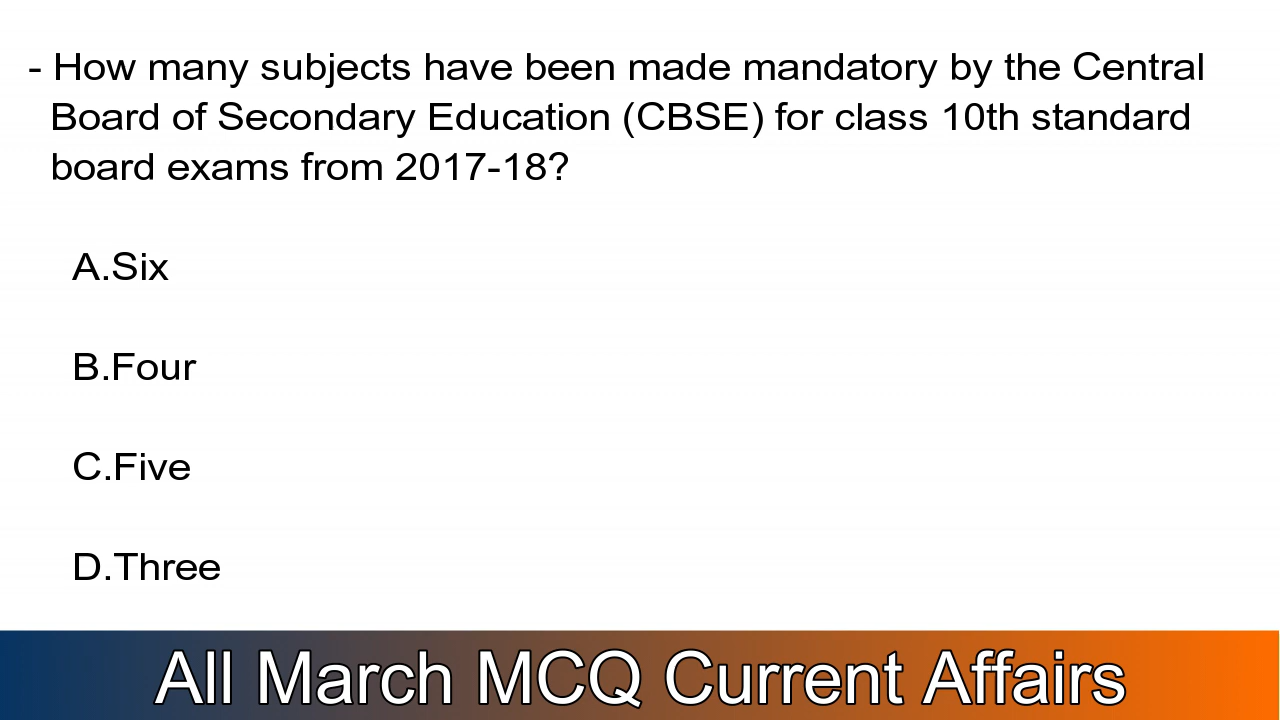 - How many subjects have been made mandatory by the Central
Board of Secondary Education (CBSE) for class 10th standard
board exams from 2017-18?
A.Six
B.Four
C.Five
D.Three
All March MCQ Current Affairs